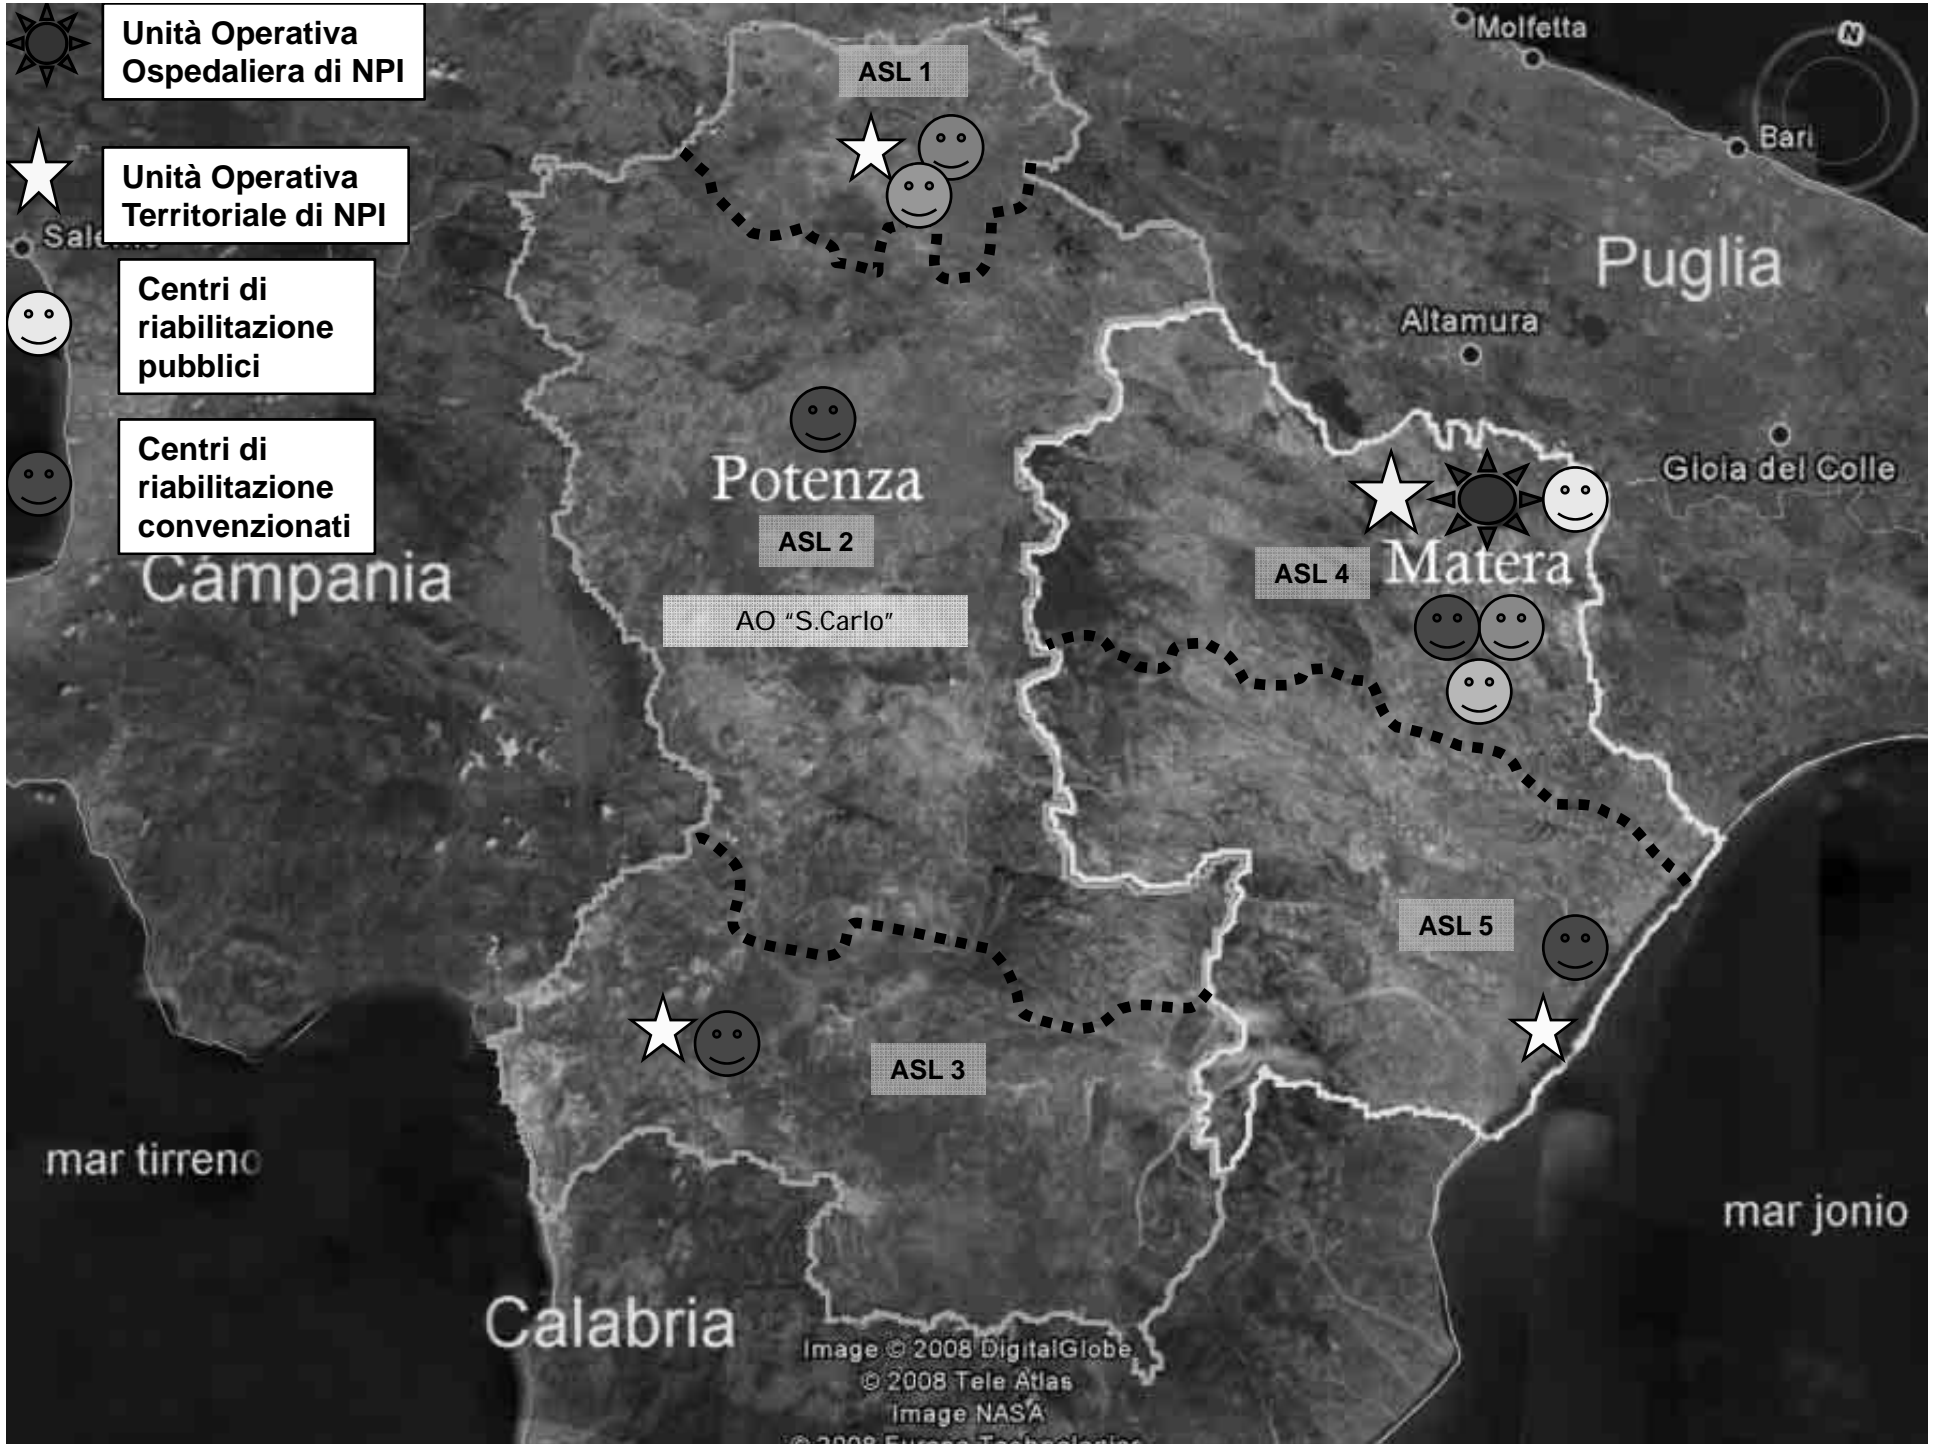 Unità Operativa
Ospedaliera di NPI
Unità Operativa
Territoriale di NPI
Centri di
riabilitazione
pubblici
Centri di
riabilitazione
convenzionati
ASL 1
Molfetta
N
Bari
Puglia
Altamura
Gioia del Colle
Potenza
ASL 2
AO “S.Carlo”
ASL 4
Matera
Campania
ASL 5
ASL 3
mar tirreno
mar jonio
Calabria
Image © 2008 DigitalGlobe
© 2008 Tele Atlas
Image NASA